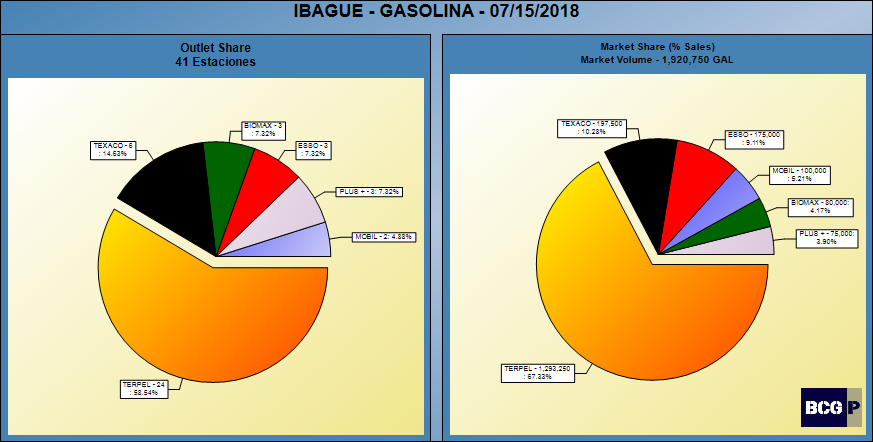 IBAGUE - GASOLINA - 07/15/2018
Outlet Share
41 Estaciones
BIOMAX - 3
: 7.32%
TEXACO - 6
: 14.63%
ESSO - 3
: 7.32%
PLUS + - 3: 7.32%
MOBIL - 2: 4.88%
TERPEL - 24
: 58.54%
Market Share (% Sales)
Market Volume - 1,920,750 GAL
TEXACO - 197,500
: 10.28%
ESSO - 175,000
: 9.11%
MOBIL - 100,000
: 5.21%
BIOMAX - 80,000:
4.17%
PLUS + - 75,000:
3.90%
TERPEL - 1,293,250
: 67.33%
BCG P